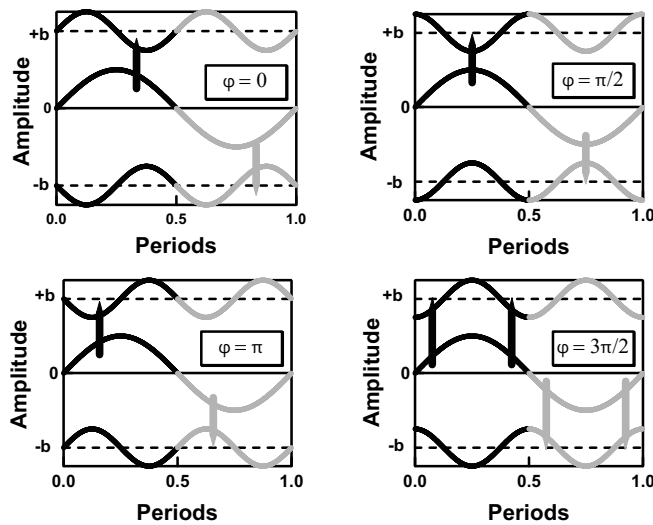 +b
0
-b
Amplitude
φ = 0
0.0
0.5
1.0
Periods
+b
0
-b
Amplitude
φ = π/2
0.0
0.5
1.0
Periods
+b
0
-b
Amplitude
φ = π
0.0
0.5
1.0
Periods
+b
0
-b
Amplitude
φ = 3π/2
0.0
0.5
1.0
Periods